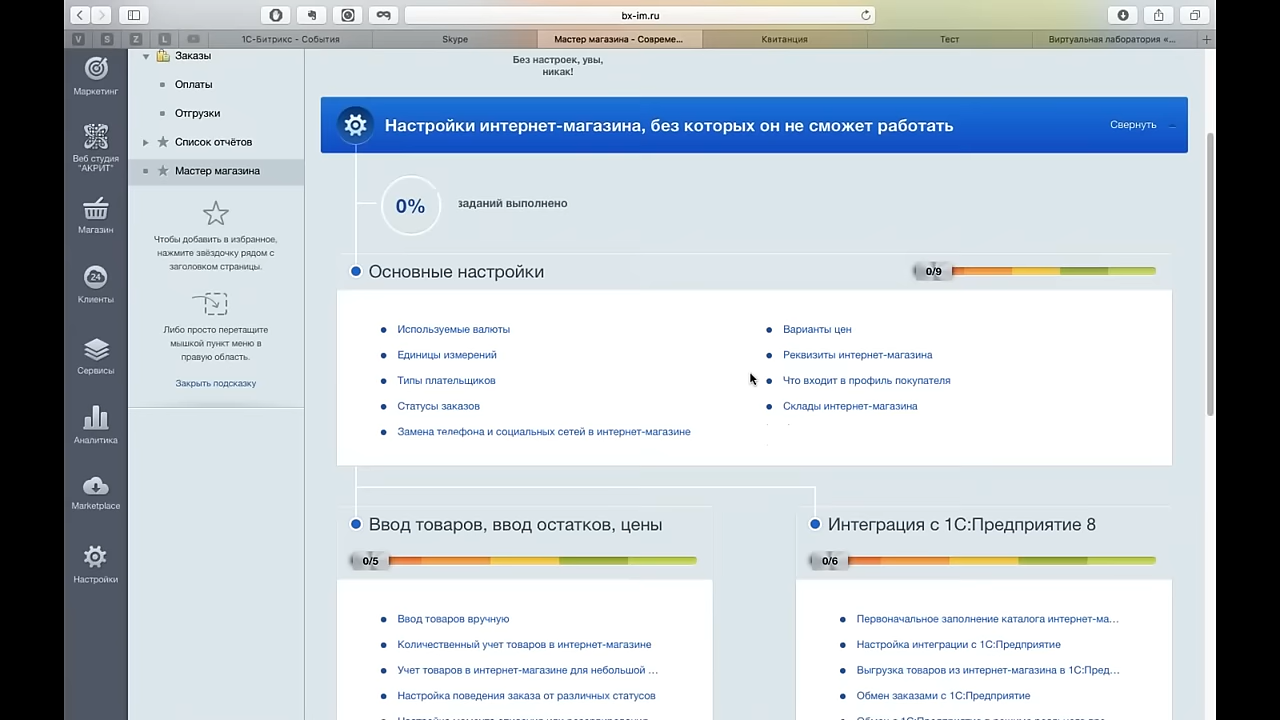 bx-im.ru
V
S
Z
L
1С-Битрикс - События
Skype
Мастер магазина - Совреме...
Квитанция
Тест
Виртуальная лаборатория «...
Маркетинг
Веб студия
"АКРИТ"
Магазин
24
Клиенты
Сервисы
Аналитика
Marketplace
Настройки
Заказы
Оплаты
Отгрузки
Список отчётов
Мастер магазина
Чтобы добавить в избранное,
нажмите звёздочку рядом с
заголовком страницы.
Либо просто перетащите
мышкой пункт меню в
правую область.
Закрыть подсказку
Без настроек, увы,
никак!
Настройки интернет-магазина, без которых он не сможет работать
Свернуть
0%
заданий выполнено
Основные настройки
0/9
Используемые валюты
Единицы измерений
Типы плательщиков
Статусы заказов
Замена телефона и социальных сетей в интернет-магазине
Варианты цен
Реквизиты интернет-магазина
Что входит в профиль покупателя
Склады интернет-магазина
Ввод товаров, ввод остатков, цены
0/5
Ввод товаров вручную
Количественный учет товаров в интернет-магазине
Учет товаров в интернет-магазине для небольшой ...
Настройка поведения заказа от различных статусов
Интеграция с 1С:Предприятие 8
0/6
Первоначальное заполнение каталога интернет-ма...
Настройка интеграции с 1С:Предприятие
Выгрузка товаров из интернет-магазина в 1С:Пред...
Обмен заказами с 1С:Предприятие